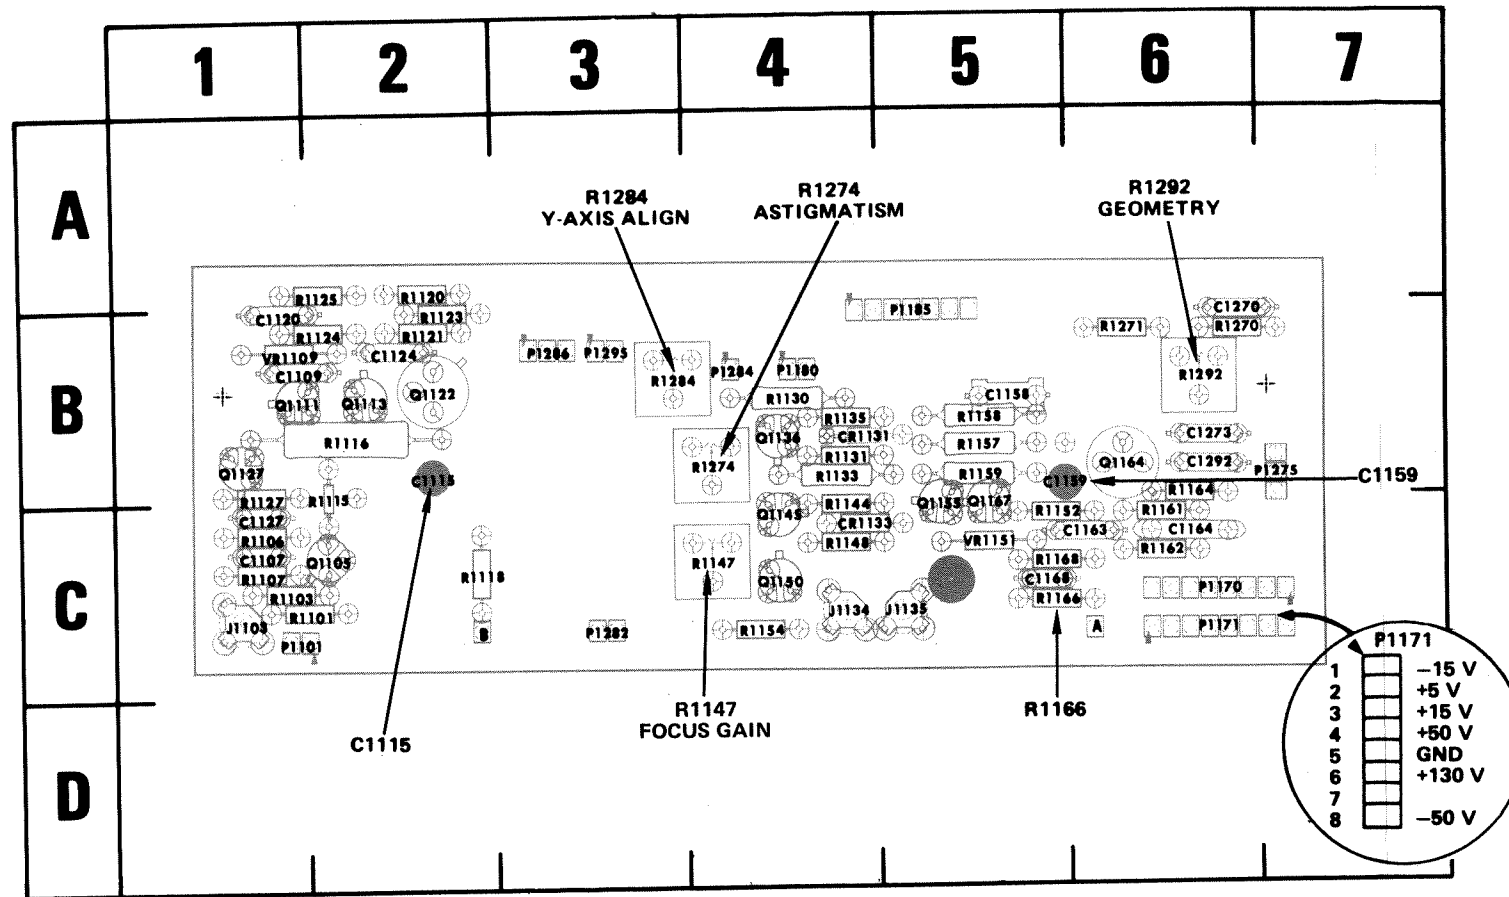 1 2 3 4 5 6 7
A
R1284
Y-AXIS ALIGN
R1274
ASTIGMATISM
R1292
GEOMETRY
R1125 R1120
C1120 R1123 P1185 C1270
R1124 R1121 R1271 R1270
VR1109 C1124 P1286 P1295
C1109 R1284 P1284 P1180 R1292
B
Q1111 Q1113 Q1122 R1130 C1158
R1135 R1158
R1116 Q1136 CR1131 R1157 C1273
Q1127 R1274 R1131 Q1164 C1292 P1275
C1115 R1133 R1159 C1159 C1159
R1127 R1115 R1144 Q1155 Q1167 R1164
C1127 Q1145 CR1133 R1152 R1161
R1106 R1148 VR1151 C1163 C1164
C1107 Q1105 R1147 R1168 R1162
R1107 R1118 Q1150 C1168 P1170
C
R1103 R1166
R1101 J1134 J1135
J1103 B P1282 R1154 A P1171
P1101
P1171
1 −15 V
2 +5 V
3 +15 V
4 +50 V
5 GND
6 +130 V
7
8 −50 V
R1147
FOCUS GAIN
R1166
C1115
D